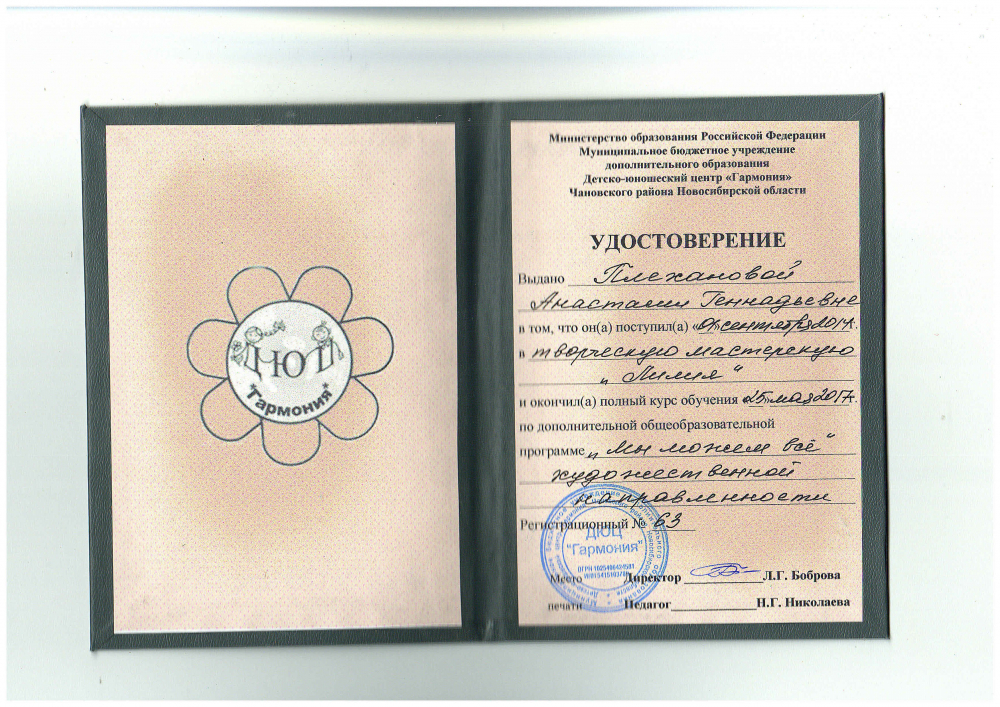 ДЮЦ
"Гармония"
Министерство образования Российской Федерации
Муниципальное бюджетное учреждение
дополнительного образования
Детско-юношеский центр «Гармония»
Чановского района Новосибирской области
УДОСТОВЕРЕНИЕ
Выдано Плехановой
Анастасии Геннадьевне
в том, что он(а) поступил(а) «01» сентября 2017г.
в творческую мастерскую
„Лилия“
и окончил(а) полный курс обучения «25» мая 2017г.
по дополнительной общеобразовательной
программе „Мы можем всё“
художественной
направленности
Регистрационный № 63
ДЮЦ
"Гармония"
Место Директор Л.Г. Боброва
печати Педагог Н.Г. Николаева